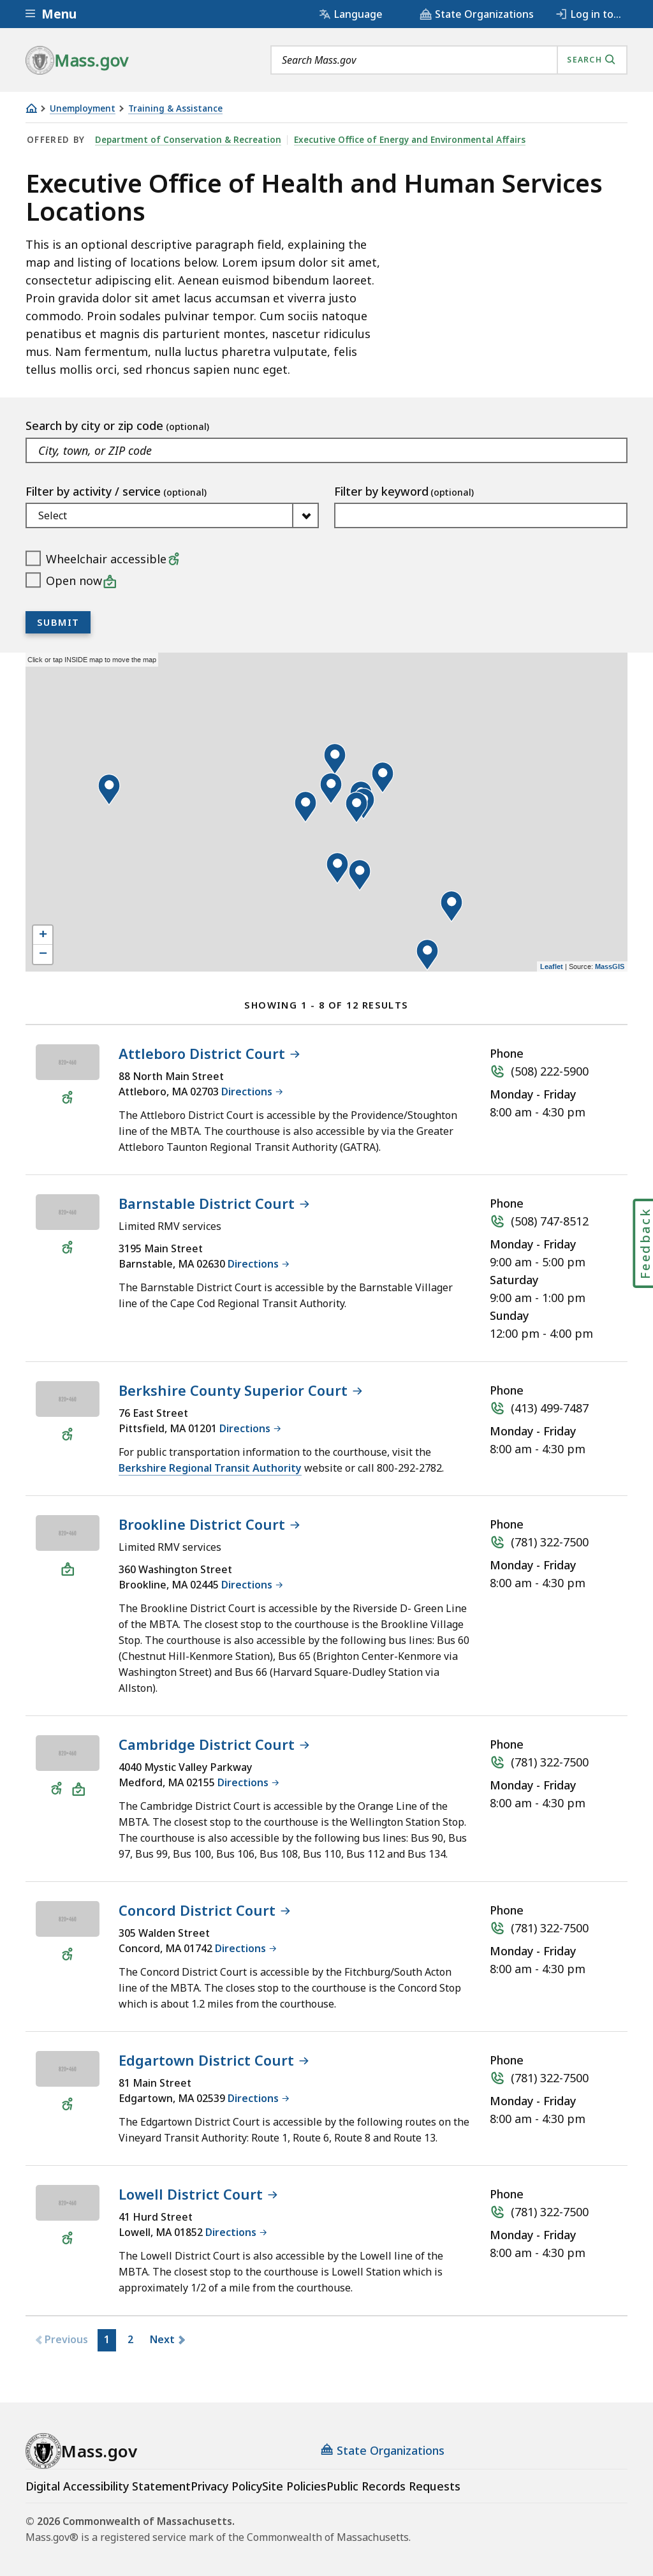 Menu
Language
State Organizations
Log in to...
Mass.gov
Search Mass.gov
SEARCH
Unemployment
Training & Assistance
OFFERED BY
Department of Conservation & Recreation
Executive Office of Energy and Environmental Affairs
Executive Office of Health and Human Services
Locations
This is an optional descriptive paragraph field, explaining the
map and listing of locations below. Lorem ipsum dolor sit amet,
consectetur adipiscing elit. Aenean euismod bibendum laoreet.
Proin gravida dolor sit amet lacus accumsan et viverra justo
commodo. Proin sodales pulvinar tempor. Cum sociis natoque
penatibus et magnis dis parturient montes, nascetur ridiculus
mus. Nam fermentum, nulla luctus pharetra vulputate, felis
tellus mollis orci, sed rhoncus sapien nunc eget.
Search by city or zip code (optional)
City, town, or ZIP code
Filter by activity / service (optional)
Select
Filter by keyword (optional)
Wheelchair accessible
Open now
SUBMIT
Click or tap INSIDE map to move the map
+
−
Leaflet | Source: MassGIS
SHOWING 1 - 8 OF 12 RESULTS
Attleboro District Court
88 North Main Street
Attleboro, MA 02703 Directions
The Attleboro District Court is accessible by the Providence/Stoughton
line of the MBTA. The courthouse is also accessible by via the Greater
Attleboro Taunton Regional Transit Authority (GATRA).
Phone
(508) 222-5900
Monday - Friday
8:00 am - 4:30 pm
Barnstable District Court
Limited RMV services
3195 Main Street
Barnstable, MA 02630 Directions
The Barnstable District Court is accessible by the Barnstable Villager
line of the Cape Cod Regional Transit Authority.
Phone
(508) 747-8512
Monday - Friday
9:00 am - 5:00 pm
Saturday
9:00 am - 1:00 pm
Sunday
12:00 pm - 4:00 pm
Feedback
Berkshire County Superior Court
76 East Street
Pittsfield, MA 01201 Directions
For public transportation information to the courthouse, visit the
Berkshire Regional Transit Authority website or call 800-292-2782.
Phone
(413) 499-7487
Monday - Friday
8:00 am - 4:30 pm
Brookline District Court
Limited RMV services
360 Washington Street
Brookline, MA 02445 Directions
The Brookline District Court is accessible by the Riverside D- Green Line
of the MBTA. The closest stop to the courthouse is the Brookline Village
Stop. The courthouse is also accessible by the following bus lines: Bus 60
(Chestnut Hill-Kenmore Station), Bus 65 (Brighton Center-Kenmore via
Washington Street) and Bus 66 (Harvard Square-Dudley Station via
Allston).
Phone
(781) 322-7500
Monday - Friday
8:00 am - 4:30 pm
Cambridge District Court
4040 Mystic Valley Parkway
Medford, MA 02155 Directions
The Cambridge District Court is accessible by the Orange Line of the
MBTA. The closest stop to the courthouse is the Wellington Station Stop.
The courthouse is also accessible by the following bus lines: Bus 90, Bus
97, Bus 99, Bus 100, Bus 106, Bus 108, Bus 110, Bus 112 and Bus 134.
Phone
(781) 322-7500
Monday - Friday
8:00 am - 4:30 pm
Concord District Court
305 Walden Street
Concord, MA 01742 Directions
The Concord District Court is accessible by the Fitchburg/South Acton
line of the MBTA. The closes stop to the courthouse is the Concord Stop
which is about 1.2 miles from the courthouse.
Phone
(781) 322-7500
Monday - Friday
8:00 am - 4:30 pm
Edgartown District Court
81 Main Street
Edgartown, MA 02539 Directions
The Edgartown District Court is accessible by the following routes on the
Vineyard Transit Authority: Route 1, Route 6, Route 8 and Route 13.
Phone
(781) 322-7500
Monday - Friday
8:00 am - 4:30 pm
Lowell District Court
41 Hurd Street
Lowell, MA 01852 Directions
The Lowell District Court is also accessible by the Lowell line of the
MBTA. The closest stop to the courthouse is Lowell Station which is
approximately 1/2 of a mile from the courthouse.
Phone
(781) 322-7500
Monday - Friday
8:00 am - 4:30 pm
Previous
1
2
Next
Mass.gov
State Organizations
Digital Accessibility Statement
Privacy Policy
Site Policies
Public Records Requests
© 2026 Commonwealth of Massachusetts.
Mass.gov® is a registered service mark of the Commonwealth of Massachusetts.